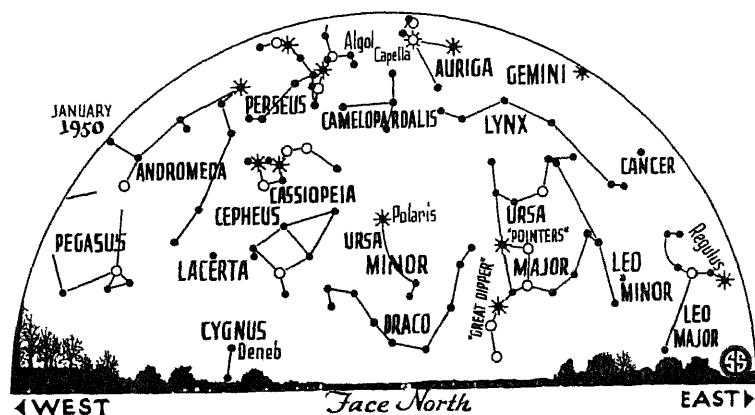 Algol
Capella
AURIGA
GEMINI
JANUARY
1950
PERSEUS
CAMELOPARDALIS
LYNX
ANDROMEDA
CANCER
CASSIOPEIA
CEPHEUS
Polaris
URSA
MINOR
URSA
"POINTERS"
MAJOR
Regulus
PEGASUS
LACERTA
LEO
MINOR
"GREAT DIPPER"
DRACO
LEO
MAJOR
CYGNUS
Deneb
SS
WEST
Face North
EAST